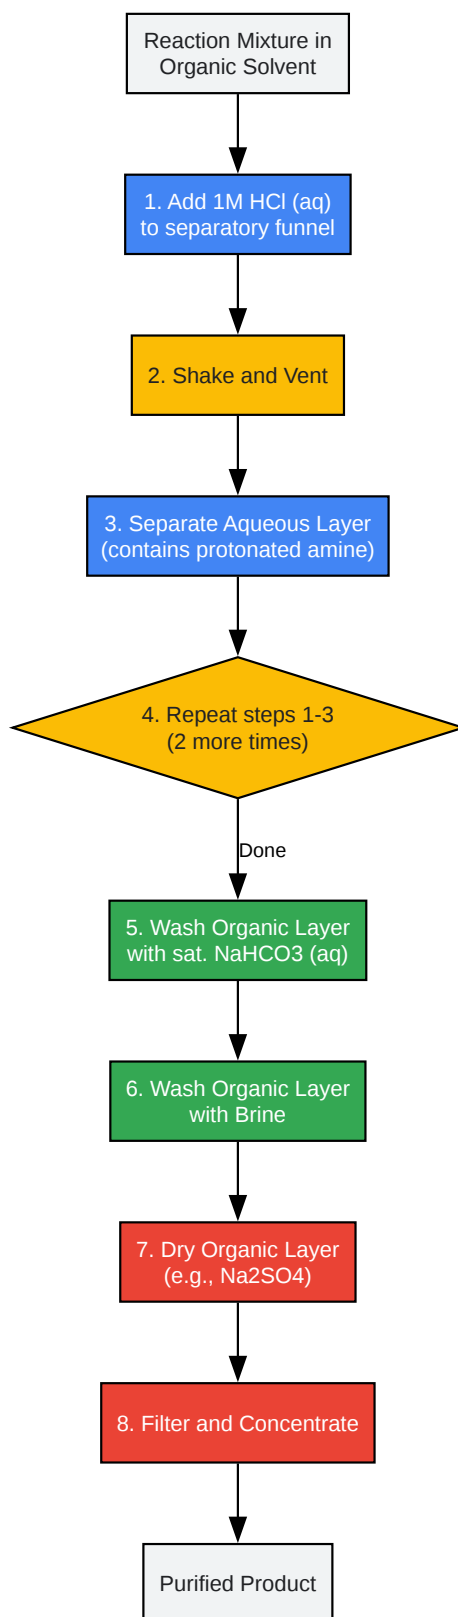 Reaction Mixture in
Organic Solvent
1. Add 1M HCl (aq)
to separatory funnel
2. Shake and Vent
3. Separate Aqueous Layer
(contains protonated amine)
4. Repeat steps 1-3
(2 more times)
Done
5. Wash Organic Layer
with sat. NaHCO3 (aq)
6. Wash Organic Layer
with Brine
7. Dry Organic Layer
(e.g., Na2SO4)
8. Filter and Concentrate
Purified Product